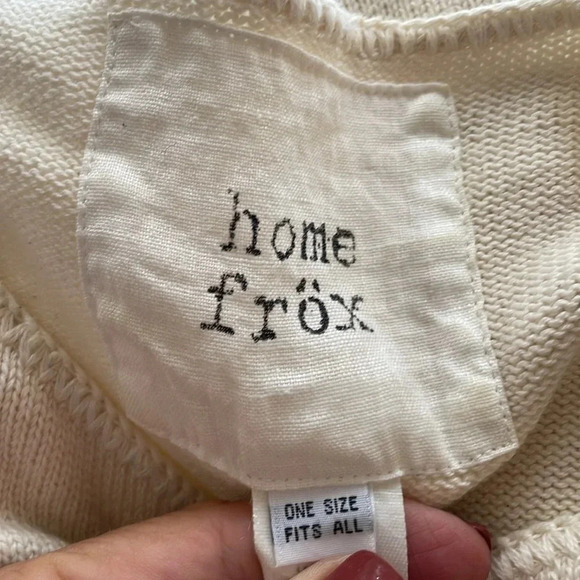 home
fröx
ONE SIZE
FITS ALL